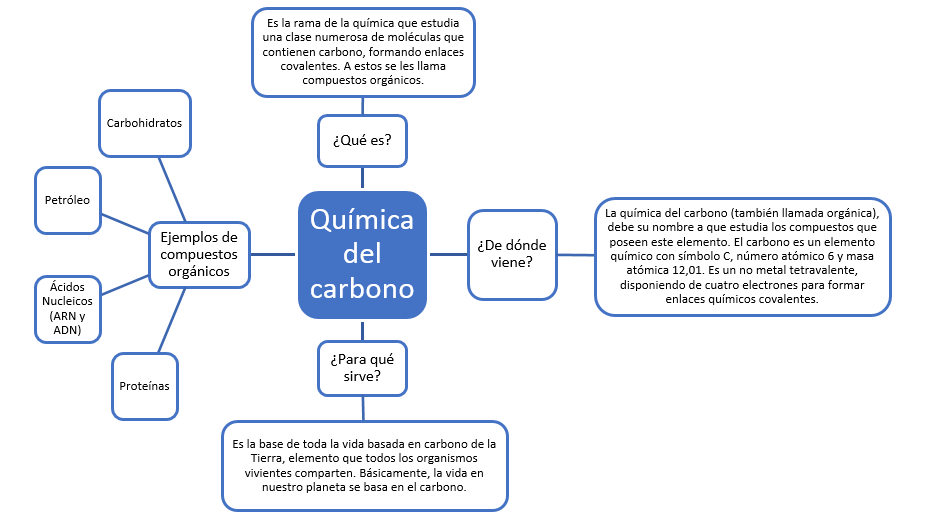 Es la rama de la química que estudia
una clase numerosa de moléculas que
contienen carbono, formando enlaces
covalentes. A estos se les llama
compuestos orgánicos.
¿Qué es?
Carbohidratos
Petróleo
Ejemplos de
compuestos
orgánicos
Ácidos
Nucleicos
(ARN y
ADN)
Proteínas
Química
del
carbono
¿De dónde
viene?
La química del carbono (también llamada orgánica),
debe su nombre a que estudia los compuestos que
poseen este elemento. El carbono es un elemento
químico con símbolo C, número atómico 6 y masa
atómica 12,01. Es un no metal tetravalente,
disponiendo de cuatro electrones para formar
enlaces químicos covalentes.
¿Para qué
sirve?
Es la base de toda la vida basada en carbono de la
Tierra, elemento que todos los organismos
vivientes comparten. Básicamente, la vida en
nuestro planeta se basa en el carbono.